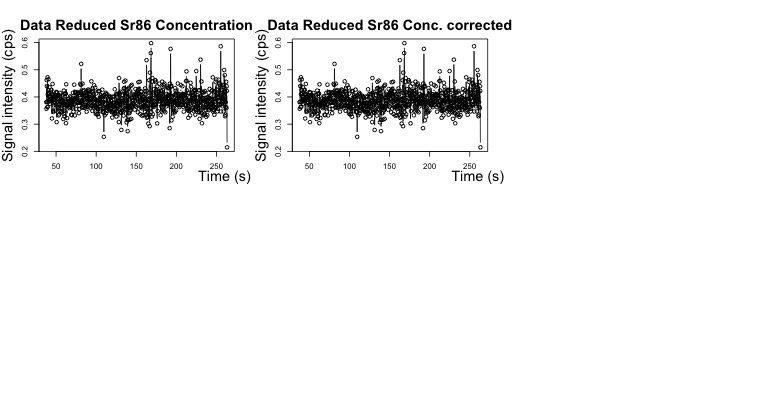 Data Reduced Sr86 Concentration
Signal intensity (cps)
0.6
0.5
0.4
0.3
0.2
50 100 150 200 250
Time (s)
Data Reduced Sr86 Conc. corrected
Signal intensity (cps)
0.6
0.5
0.4
0.3
0.2
50 100 150 200 250
Time (s)